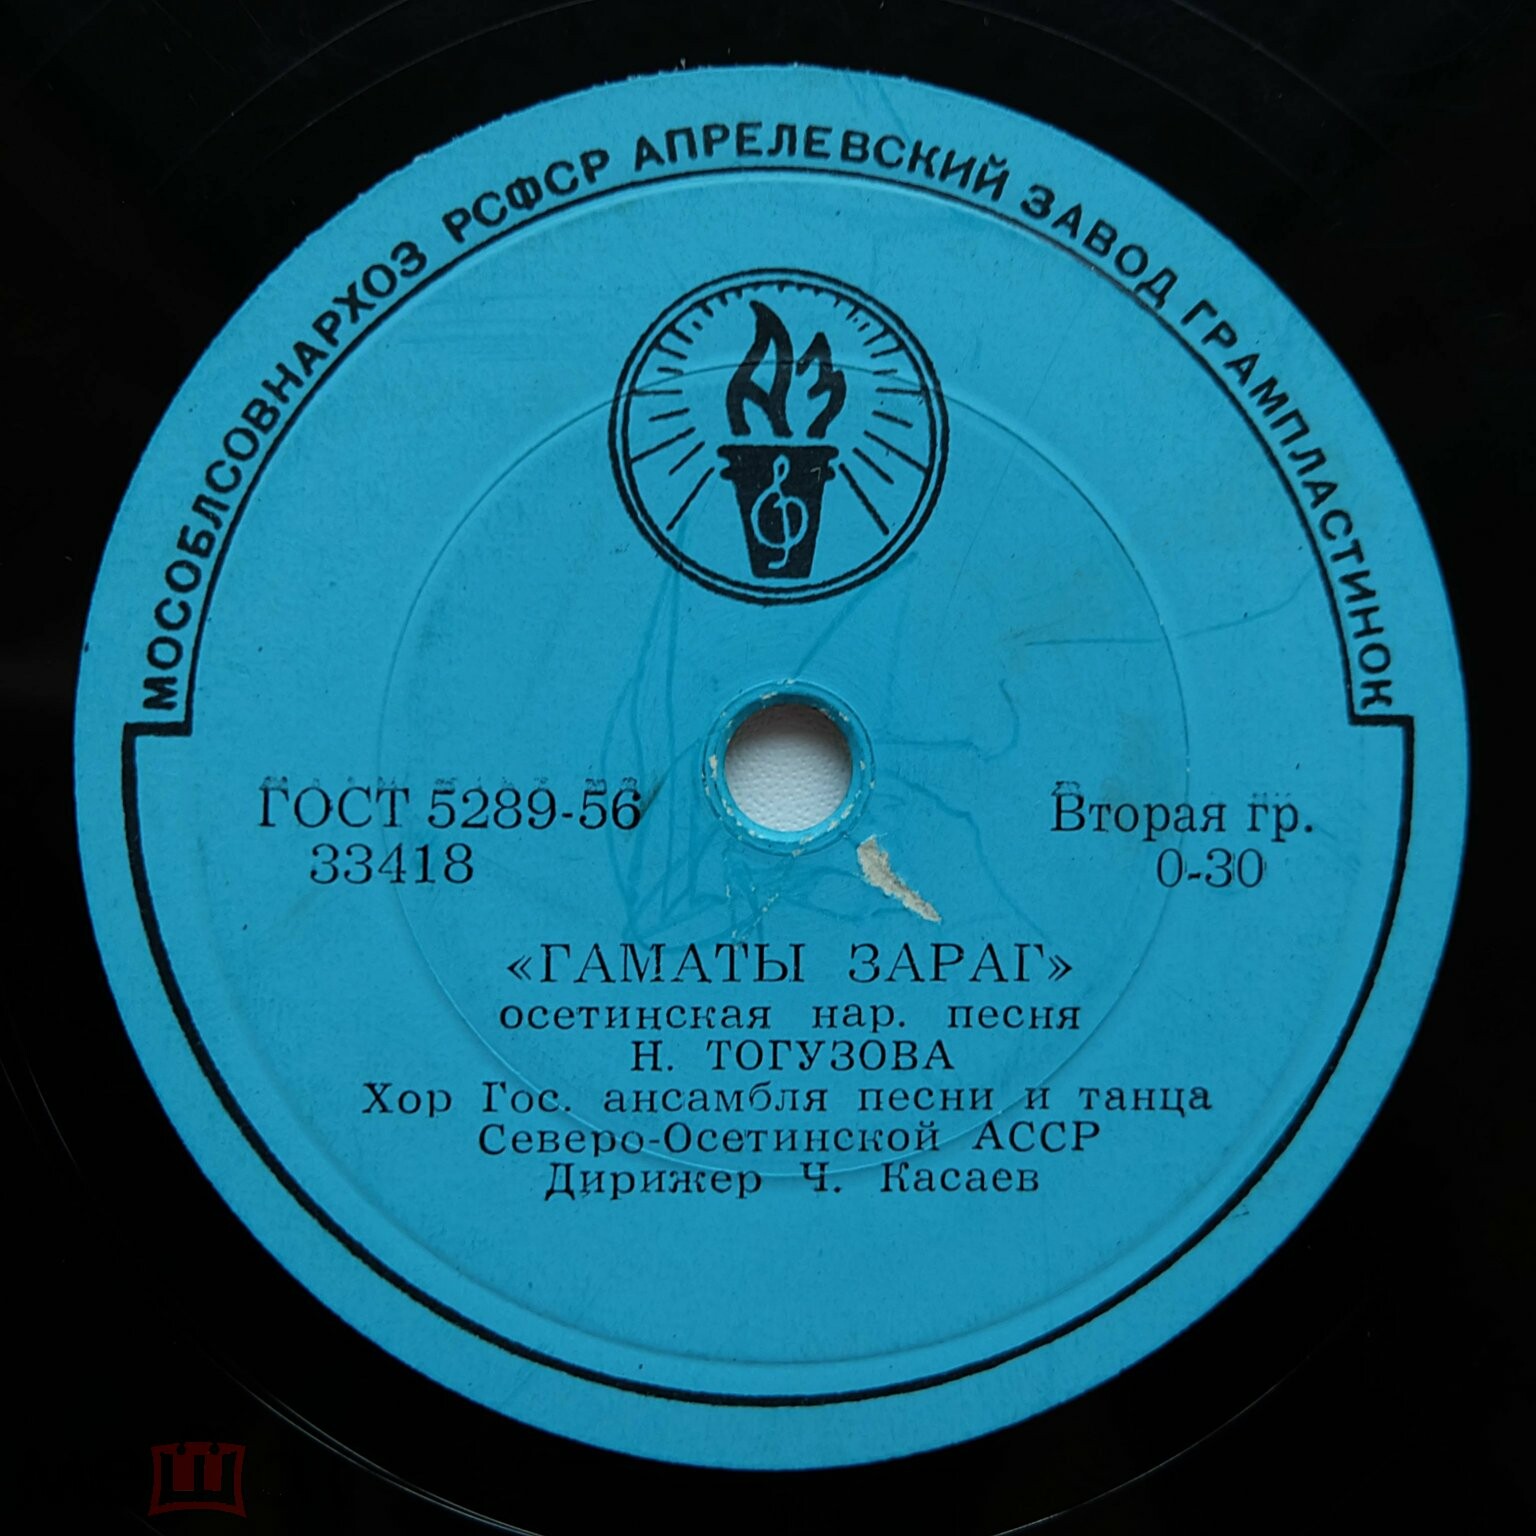 МОСОБЛСОВНАРХОЗ РСФСР АПРЕЛЕВСКИЙ ЗАВОД ГРАМПЛАСТИНОК
АЗ
ГОСТ 5289-56
33418
Вторая гр.
0-30
«ГАМАТЫ ЗАРАГ»
осетинская нар. песня
Н. ТОГУЗОВА
Хор Гос. ансамбля песни и танца
Северо-Осетинской АССР
Дирижер Ч. Касаев